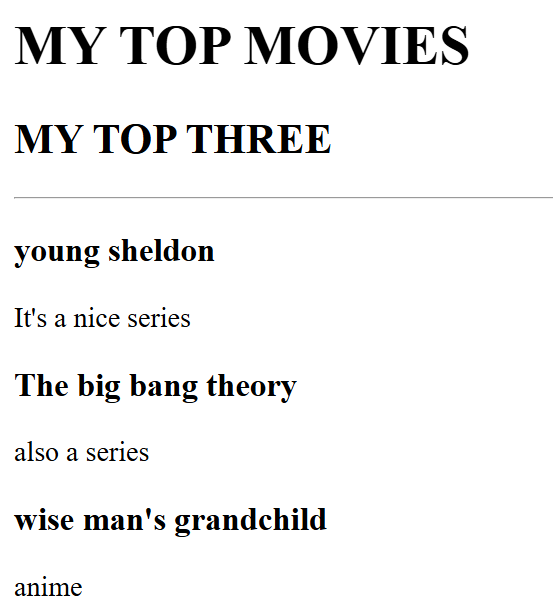 MY TOP MOVIES
MY TOP THREE
young sheldon
It's a nice series
The big bang theory
also a series
wise man's grandchild
anime